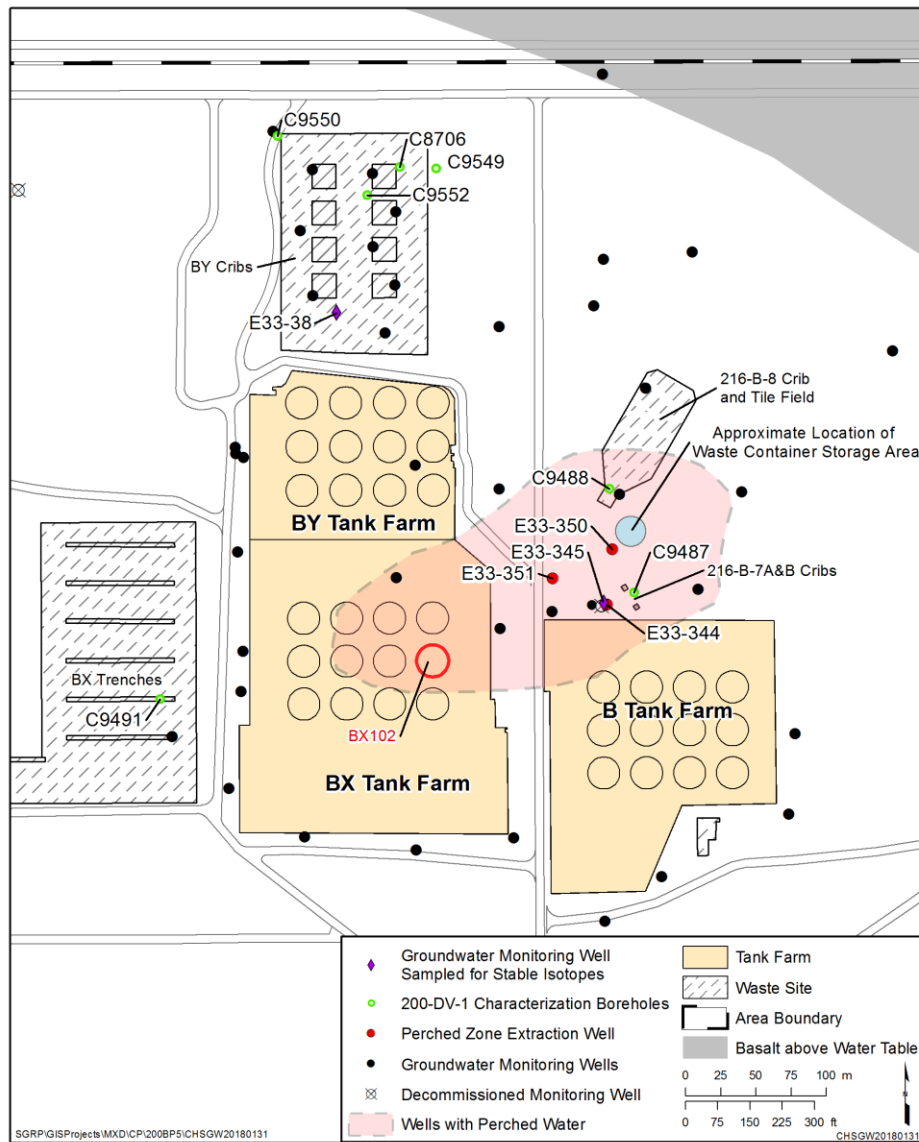 C9550
C8706
C9549
C9552
BY Cribs
E33-38
216-B-8 Crib
and Tile Field
Approximate Location of
Waste Container Storage Area
C9488
BY Tank Farm
E33-350
E33-345
C9487
E33-351
216-B-7A&B Cribs
E33-344
BX Trenches
C9491
BX102
B Tank Farm
BX Tank Farm
Groundwater Monitoring Well
Sampled for Stable Isotopes
200-DV-1 Characterization Boreholes
Perched Zone Extraction Well
Groundwater Monitoring Wells
Decommissioned Monitoring Well
Wells with Perched Water
Tank Farm
Waste Site
Area Boundary
Basalt above Water Table
0 25 50 75 100 m
0 75 150 225 300 ft
SGRP\GISProjects\MXD\CP\200BP5\CHSGW20180131
CHSGW20180131